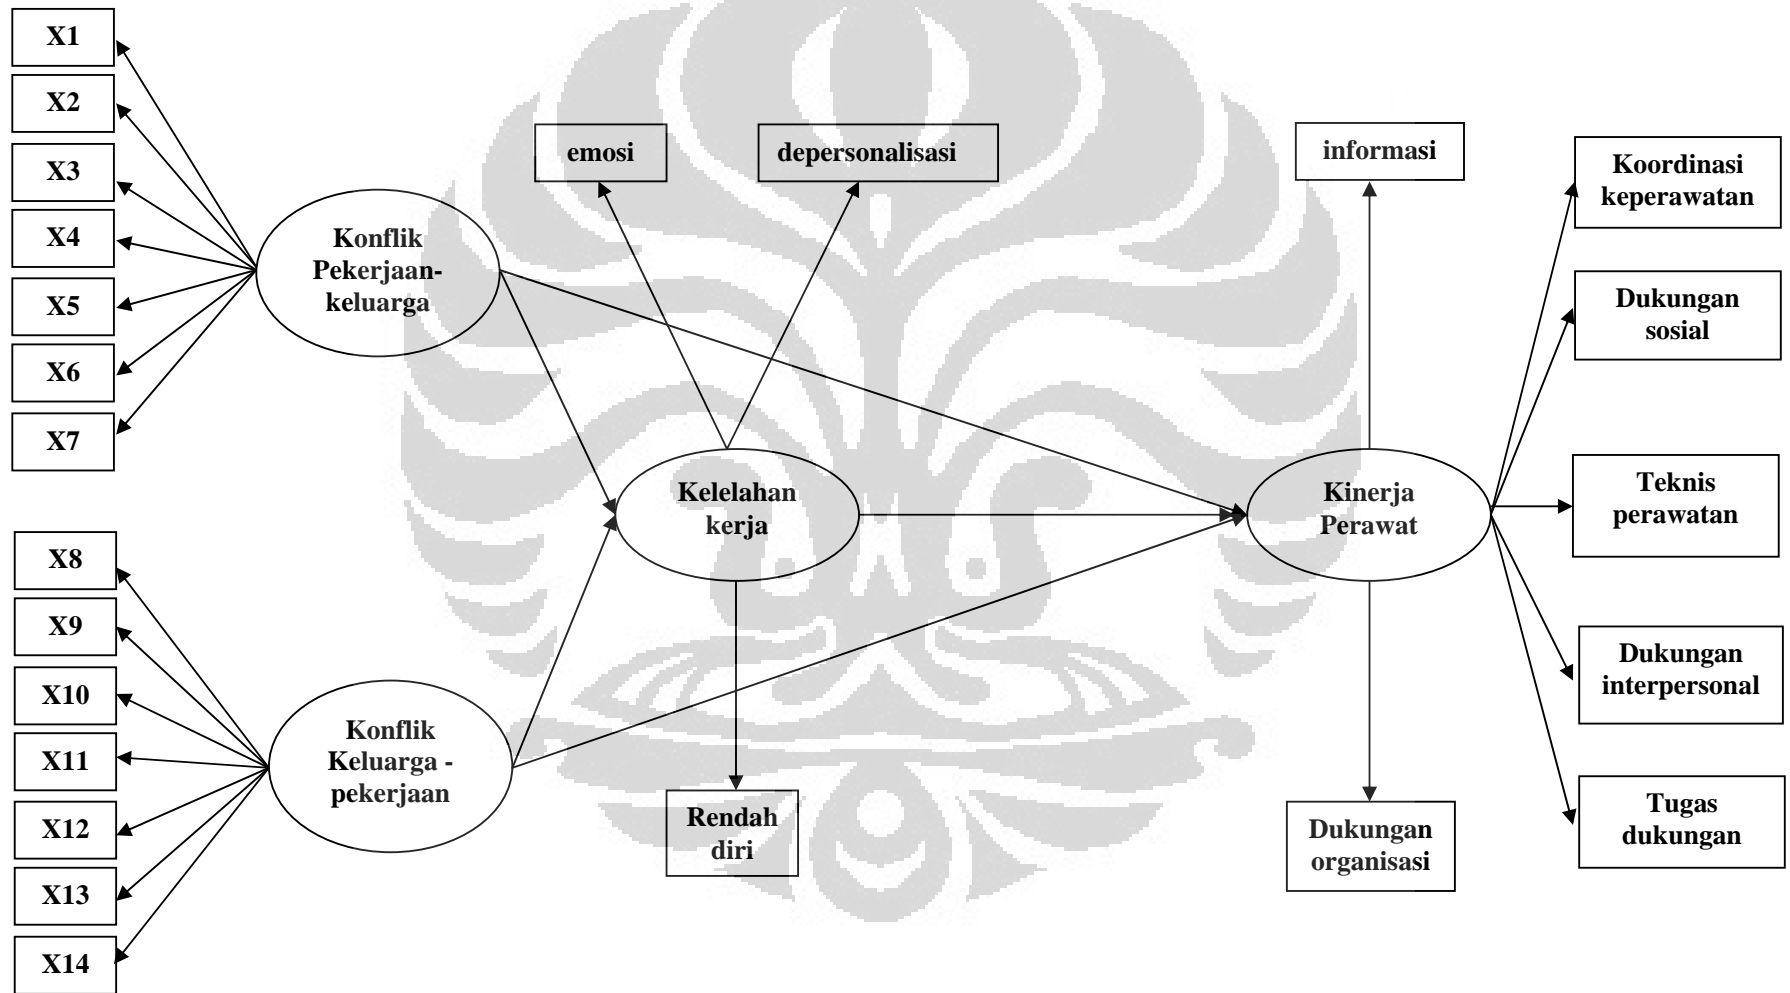 X1
X2
X3
X4
X5
X6
X7
Konflik
Pekerjaan-
keluarga
emosi
depersonalisasi
informasi
Koordinasi
keperawatan
Dukungan
sosial
Kelelahan
kerja
Kinerja
Perawat
Teknis
perawatan
X8
X9
X10
X11
X12
X13
X14
Konflik
Keluarga -
pekerjaan
Rendah
diri
Dukungan
organisasi
Dukungan
interpersonal
Tugas
dukungan